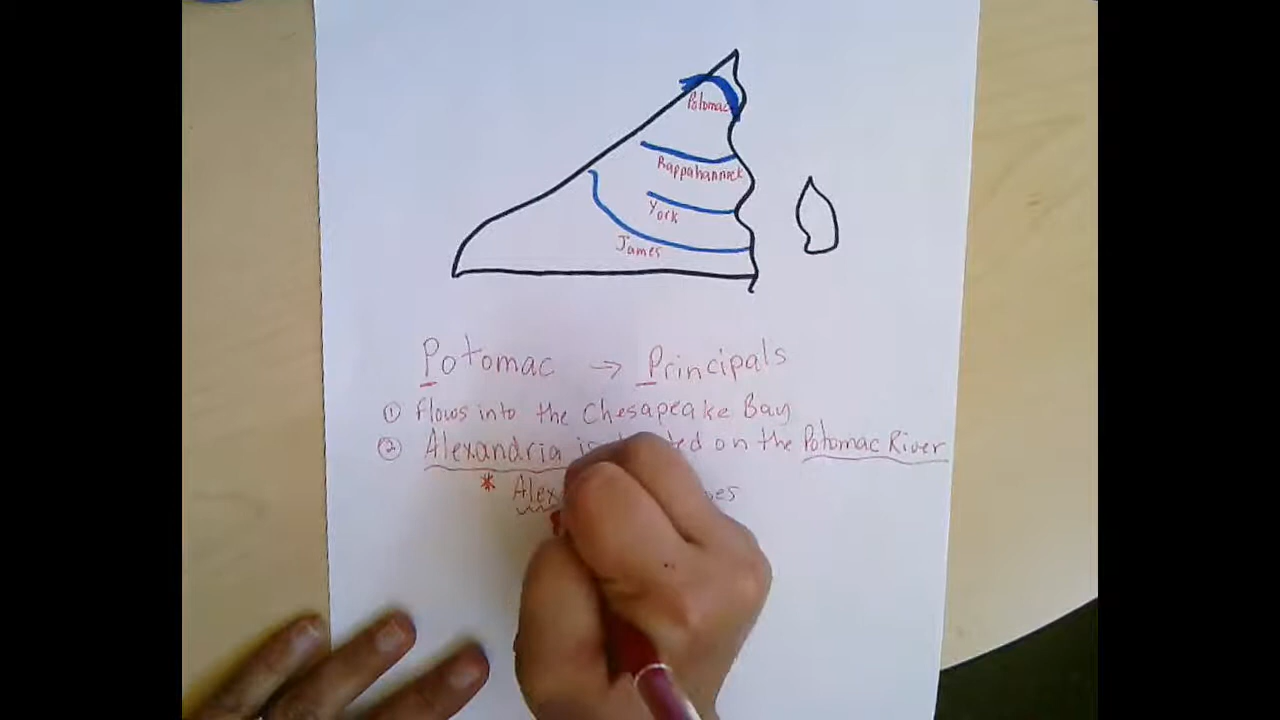 Potomac
Rappahannock
York
James
Potomac → Principals
① Flows into the Chesapeake Bay
② Alexandria is on the Potomac River
* Alex